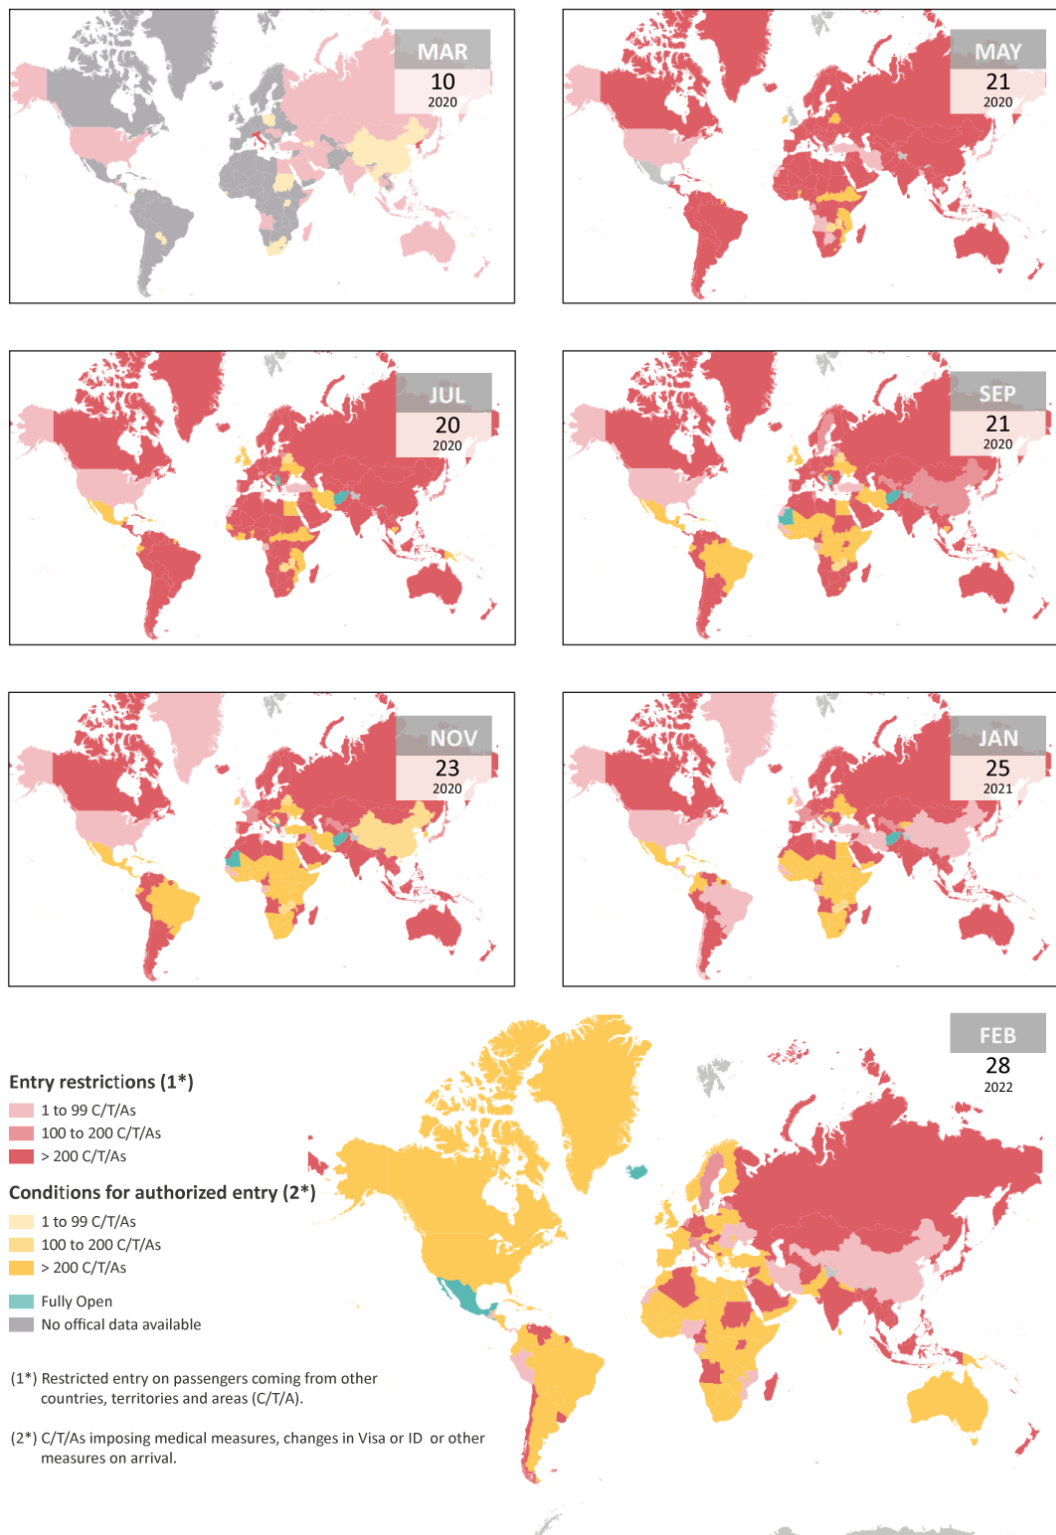 MAR
10
2020
MAY
21
2020
JUL
20
2020
SEP
21
2020
NOV
23
2020
JAN
25
2021
FEB
28
2022
Entry restrictions (1*)
1 to 99 C/T/As
100 to 200 C/T/As
> 200 C/T/As
Conditions for authorized entry (2*)
1 to 99 C/T/As
100 to 200 C/T/As
> 200 C/T/As
Fully Open
No offical data available
(1*) Restricted entry on passengers coming from other
countries, territories and areas (C/T/A).
(2*) C/T/As imposing medical measures, changes in Visa or ID or other
measures on arrival.